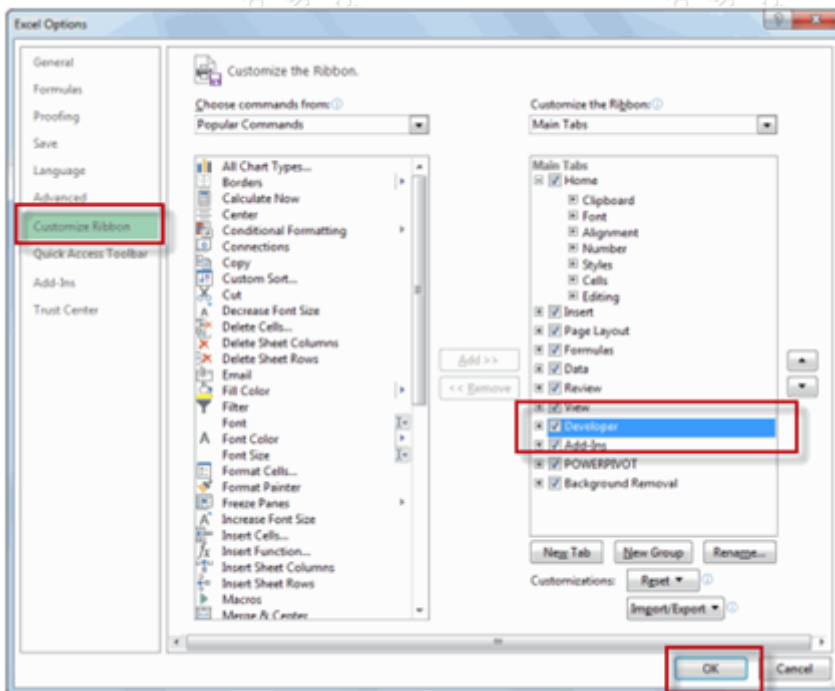 Excel Options
General
Formulas
Proofing
Save
Language
Advanced
Customize Ribbon
Quick Access Toolbar
Add-Ins
Trust Center
Customize the Ribbon.
Choose commands from:
Popular Commands
All Chart Types...
Borders
Calculate Now
Center
Conditional Formatting
Connections
Copy
Custom Sort...
Cut
Decrease Font Size
Delete Cells...
Delete Sheet Columns
Delete Sheet Rows
Email
Fill Color
Filter
Font
Font Color
Font Size
Format Cells...
Format Painter
Freeze Panes
Increase Font Size
Insert Cells...
Insert Function...
Insert Sheet Columns
Insert Sheet Rows
Macros
Merge & Center
Add >>
<< Remove
Customize the Ribbon:
Main Tabs
Main Tabs
Home
Clipboard
Font
Alignment
Number
Styles
Cells
Editing
Insert
Page Layout
Formulas
Data
Review
View
Developer
Add-Ins
POWERPIVOT
Background Removal
New Tab
New Group
Rename...
Customizations:
Reset
Import/Export
OK
Cancel